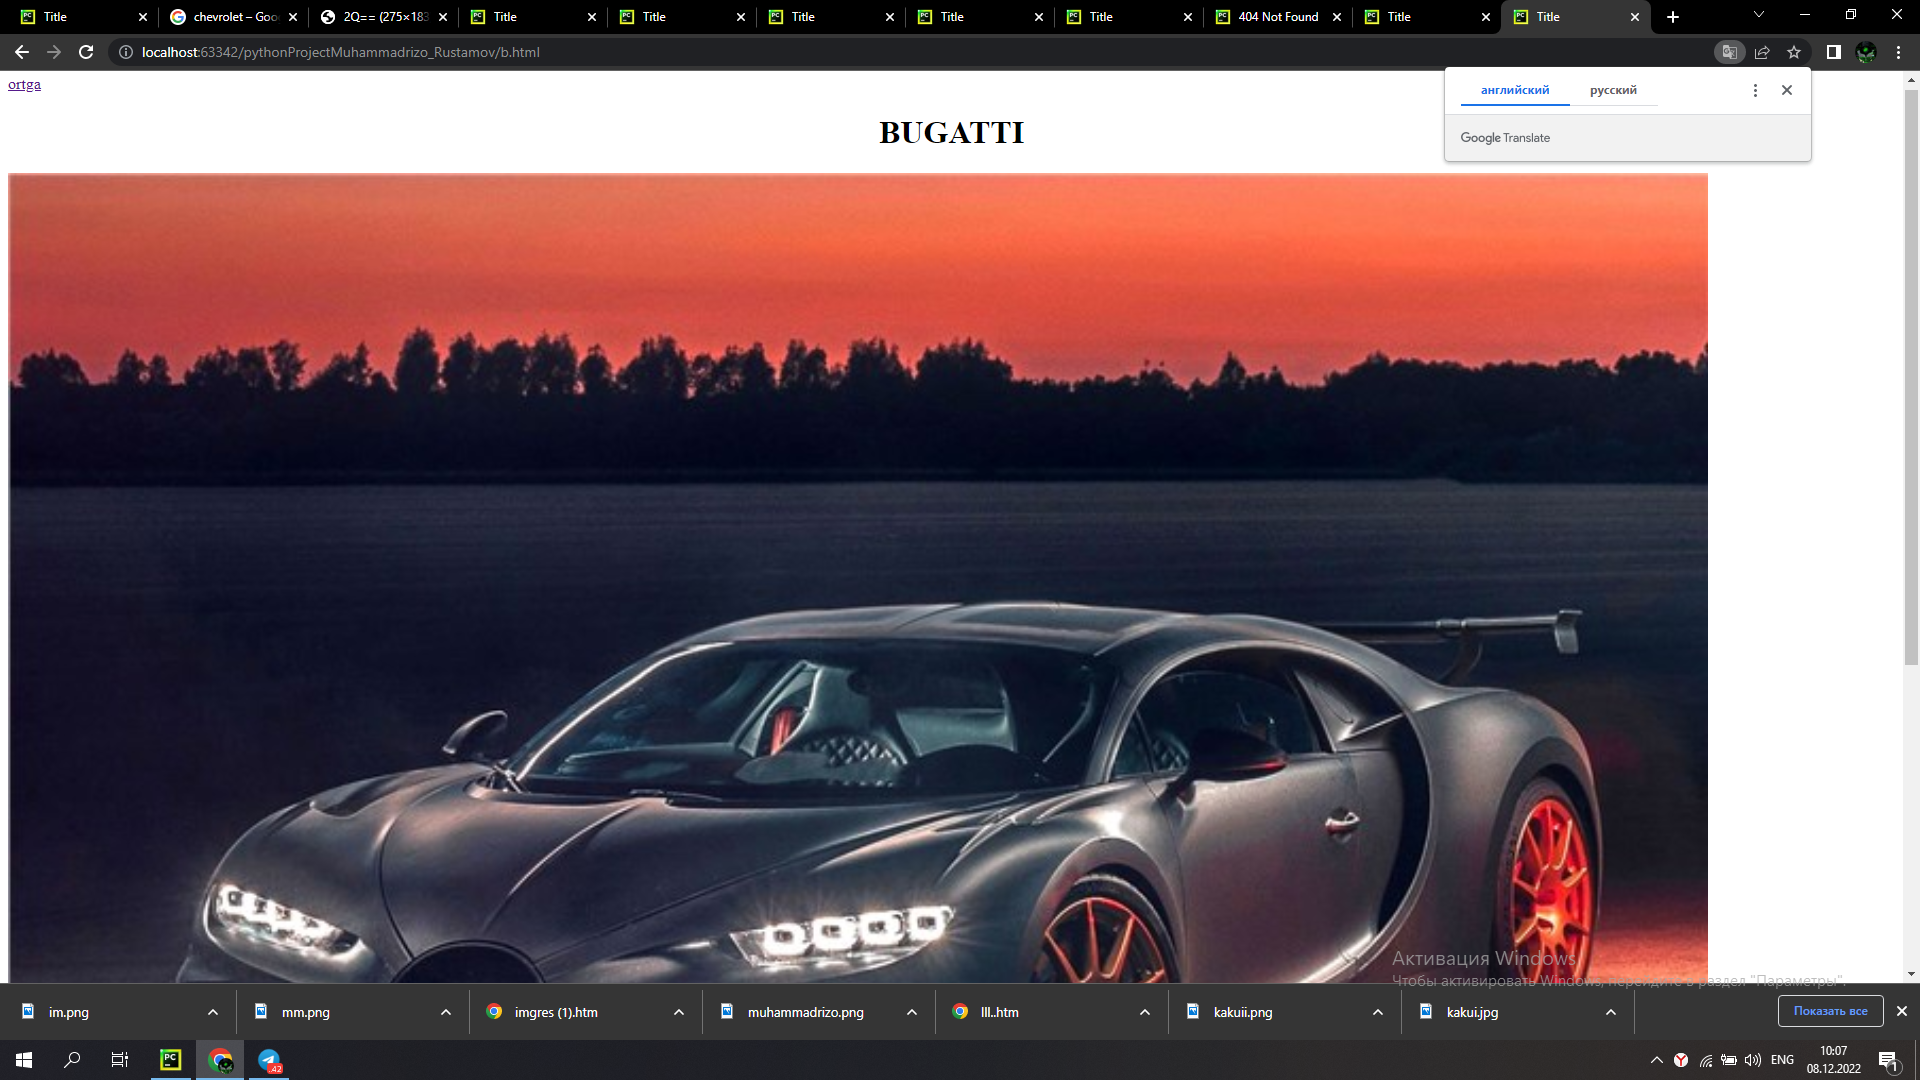 Title
chevrolet – Goo
2Q== (275×183
Title
Title
Title
Title
Title
404 Not Found
Title
Title
localhost:63342/pythonProjectMuhammadrizo_Rustamov/b.html
английский
русский
Google Translate
ortga
BUGATTI
Активация Windows
Чтобы активировать Windows, перейдите в раздел "Параметры".
im.png
mm.png
imgres (1).htm
muhammadrizo.png
lll..htm
kakuii.png
kakui.jpg
Показать все
PC
42
ENG
10:07
08.12.2022
1